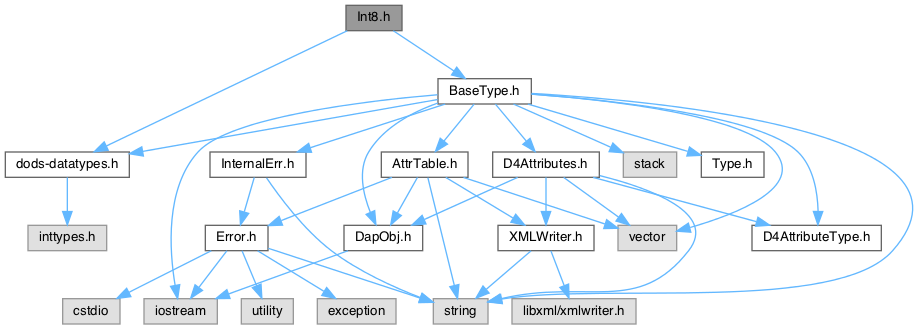 Int8.h
BaseType.h
dods-datatypes.h
InternalErr.h
AttrTable.h
D4Attributes.h
stack
Type.h
inttypes.h
Error.h
DapObj.h
XMLWriter.h
vector
D4AttributeType.h
cstdio
iostream
utility
exception
string
libxml/xmlwriter.h